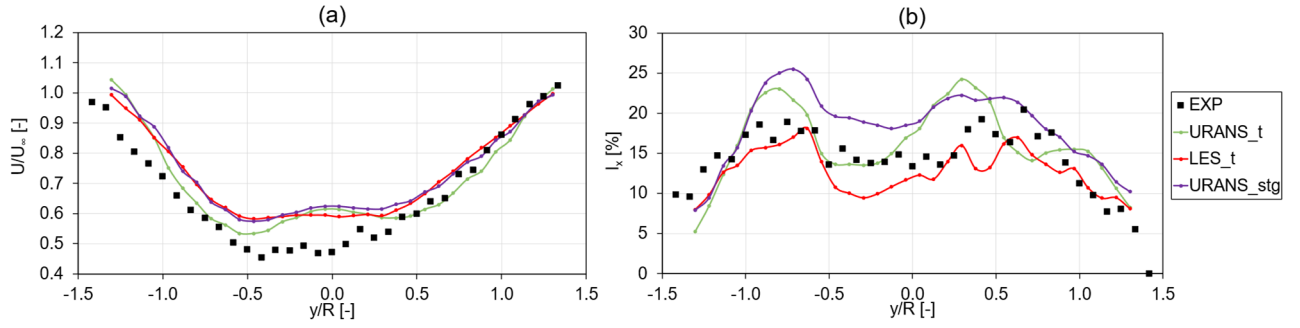 (a)
U/U∞ [-]
1.2
1.1
1.0
0.9
0.8
0.7
0.6
0.5
0.4
-1.5 -1.0 -0.5 0.0 0.5 1.0 1.5
y/R [-]
(b)
Ix [%]
30
25
20
15
10
5
0
-1.5 -1.0 -0.5 0.0 0.5 1.0 1.5
y/R [-]
EXP
URANS_t
LES_t
URANS_stg